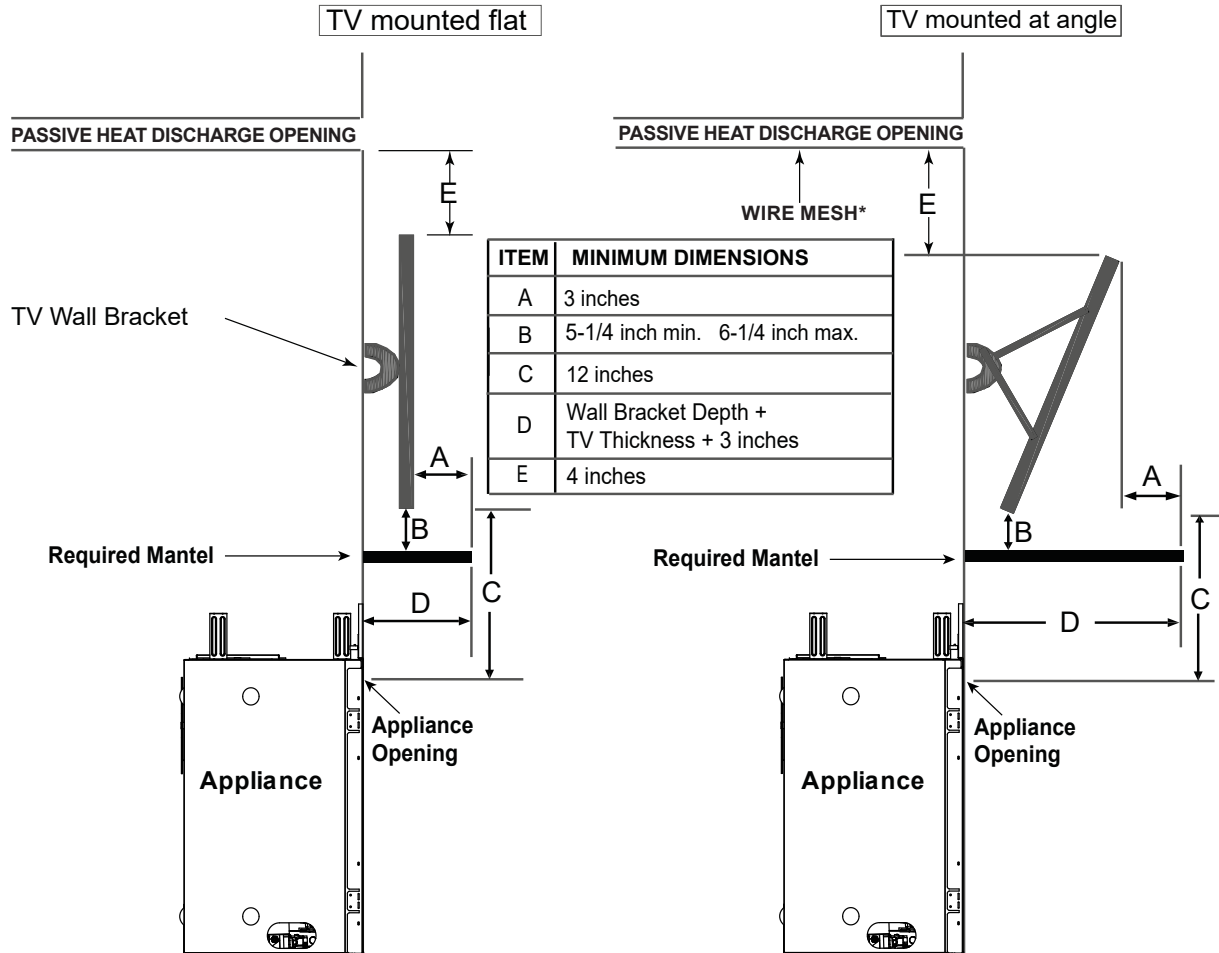 TV mounted flat
TV mounted at angle
PASSIVE HEAT DISCHARGE OPENING
PASSIVE HEAT DISCHARGE OPENING
E
E
WIRE MESH*
ITEM MINIMUM DIMENSIONS
A 3 inches
B 5-1/4 inch min. 6-1/4 inch max.
C 12 inches
D Wall Bracket Depth +
TV Thickness + 3 inches
E 4 inches
TV Wall Bracket
A
A
B
B
Required Mantel
Required Mantel
C
C
D
D
Appliance
Opening
Appliance
Opening
Appliance
Appliance